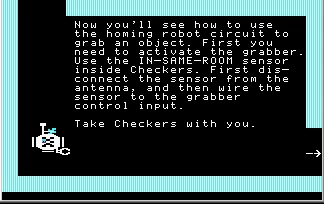 Now you'll see how to use
the homing robot circuit to
grab an object. First you
need to activate the grabber.
Use the IN-SAME-ROOM sensor
inside Checkers. First dis-
connect the sensor from the
antenna, and then wire the
sensor to the grabber
control input.
Take Checkers with you.